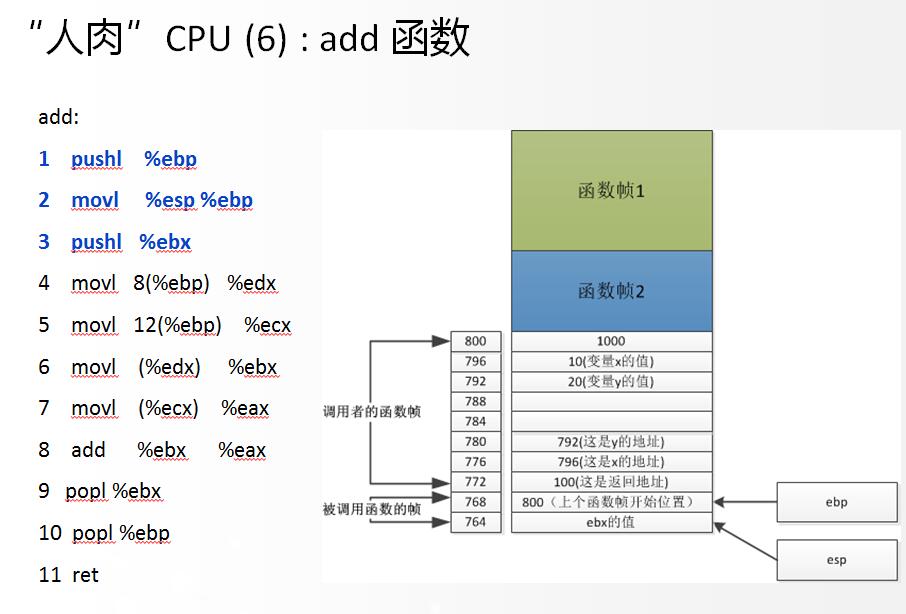 “人肉”CPU (6) : add 函数
add:
1 pushl %ebp
2 movl %esp %ebp
3 pushl %ebx
4 movl 8(%ebp) %edx
5 movl 12(%ebp) %ecx
6 movl (%edx) %ebx
7 movl (%ecx) %eax
8 add %ebx %eax
9 popl %ebx
10 popl %ebp
11 ret
函数帧1
函数帧2
800 1000
796 10(变量x的值)
792 20(变量y的值)
788
784
调用者的函数帧
780 792(这是y的地址)
776 796(这是x的地址)
772 100(这是返回地址)
768 800（上个函数帧开始位置）
被调用函数的帧
764 ebx的值
ebp
esp